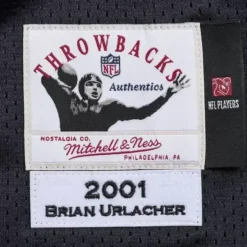 THROWBACKS
NFL
Authentics
NOSTALGIA CO.
Mitchell & Ness
PHILADELPHIA, PA
NFL PLAYERS
2001
BRIAN URLACHER